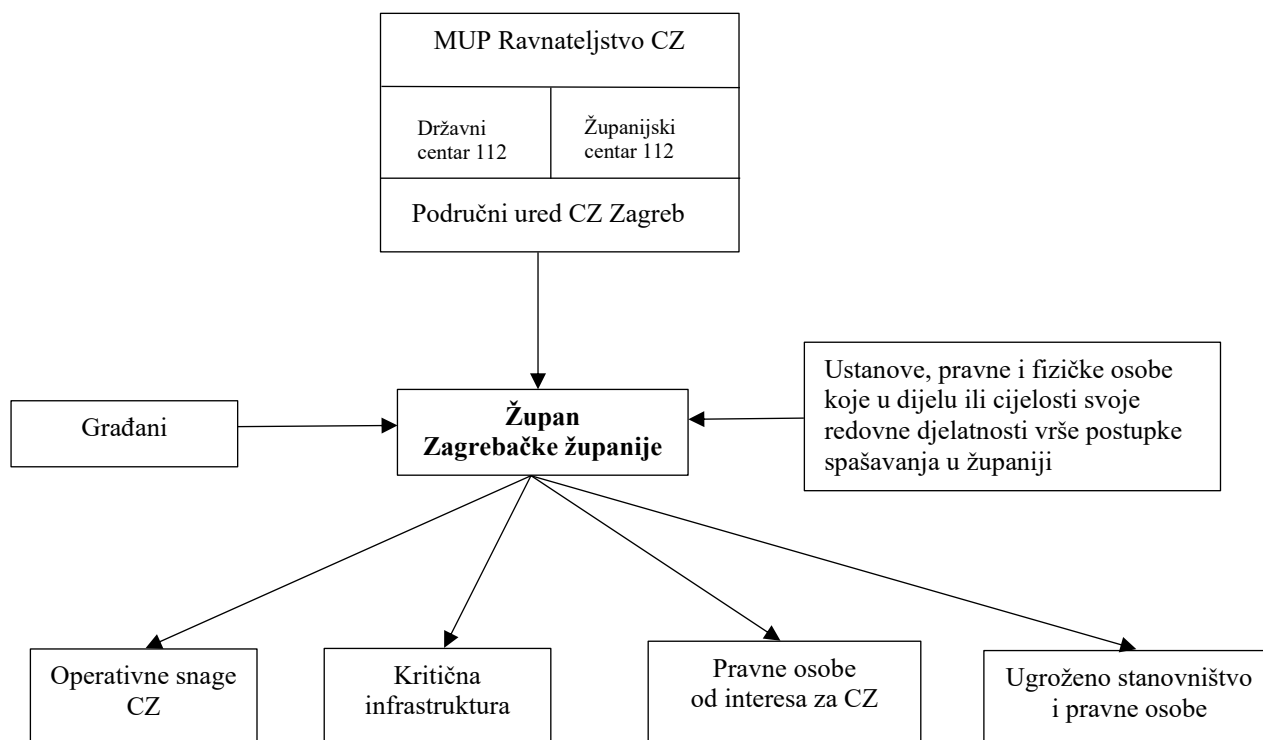 MUP Ravnateljstvo CZ
Državni
centar 112
Županijski
centar 112
Područni ured CZ Zagreb
Građani
Župan
Zagrebačke županije
Ustanove, pravne i fizičke osobe
koje u dijelu ili cijelosti svoje
redovne djelatnosti vrše postupke
spašavanja u županiji
Operativne snage
CZ
Kritična
infrastruktura
Pravne osobe
od interesa za CZ
Ugroženo stanovništvo
i pravne osobe